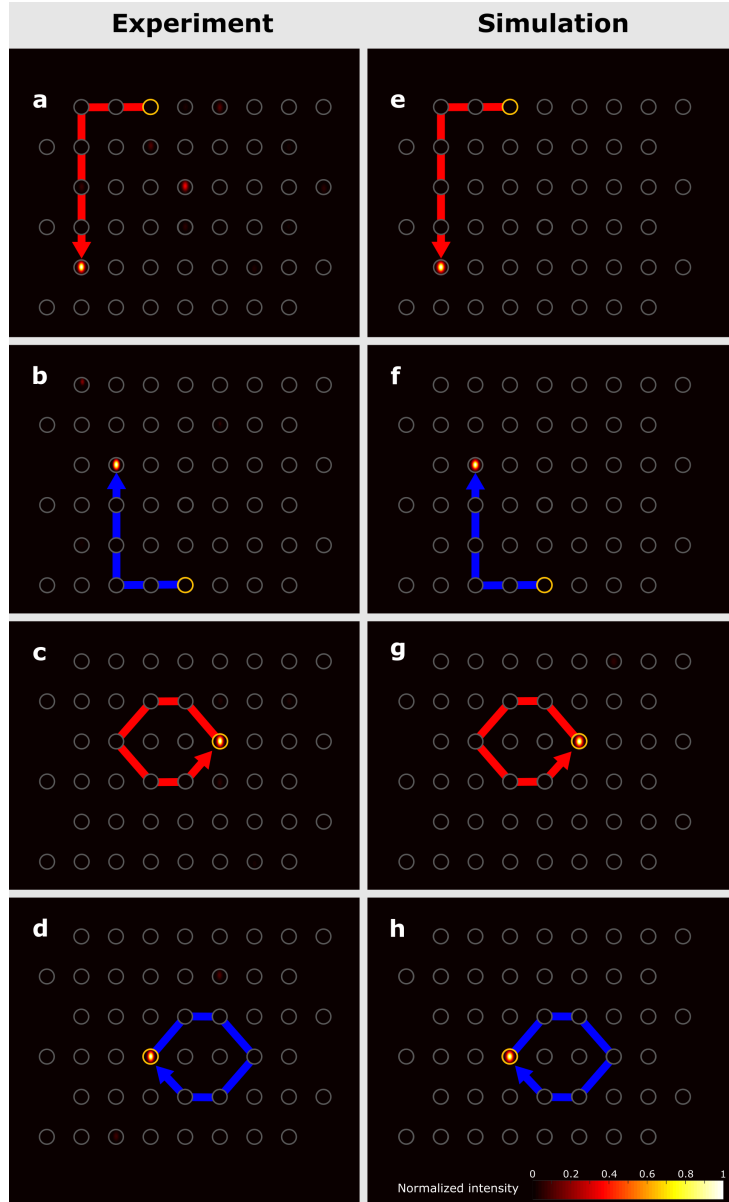 Experiment Simulation
a e
b f
c g
d h
Normalized intensity 0 0.2 0.4 0.6 0.8 1